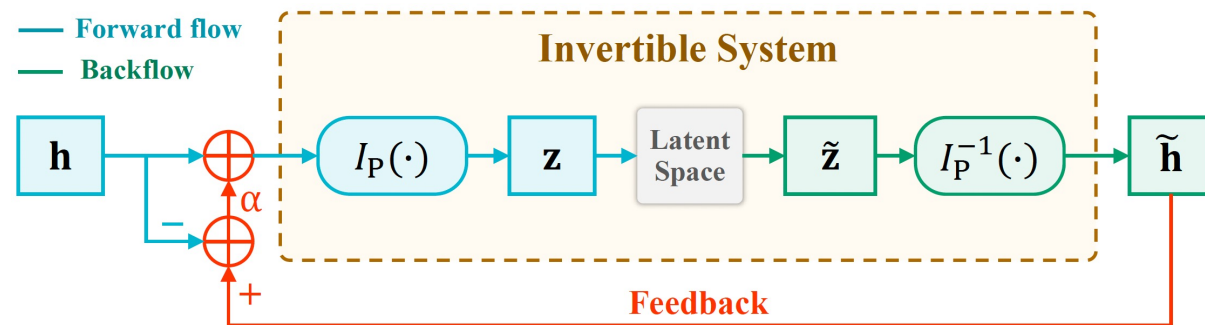 Forward flow
Backflow
Invertible System
h
I_P(·)
z
Latent
Space
z̃
I_P^{-1}(·)
h̃
α
−
+
Feedback